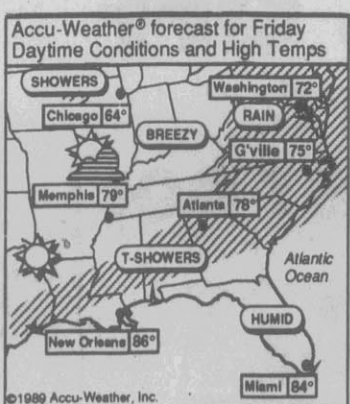 Accu-Weather® forecast for Friday
Daytime Conditions and High Temps
SHOWERS
Washington 72°
Chicago 64°
RAIN
BREEZY
G'ville 75°
Memphis 79°
Atlanta 78°
T-SHOWERS
Atlantic
Ocean
HUMID
New Orleans 86°
Miami 84°
©1989 Accu-Weather, Inc.